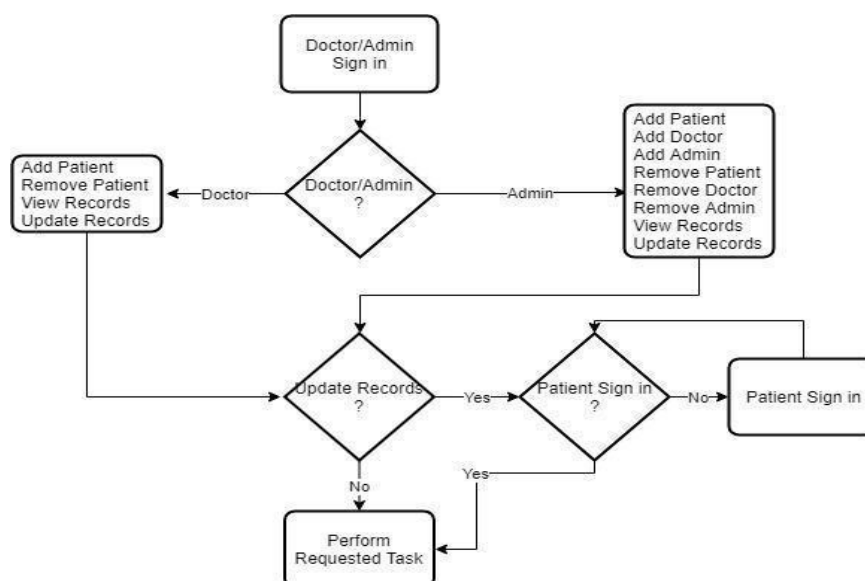 Doctor/Admin
Sign in
Doctor/Admin
?
Doctor
Admin
Add Patient
Remove Patient
View Records
Update Records
Add Patient
Add Doctor
Add Admin
Remove Patient
Remove Doctor
Remove Admin
View Records
Update Records
Update Records
?
Yes
Patient Sign in
?
No
Patient Sign in
Yes
No
Perform
Requested Task